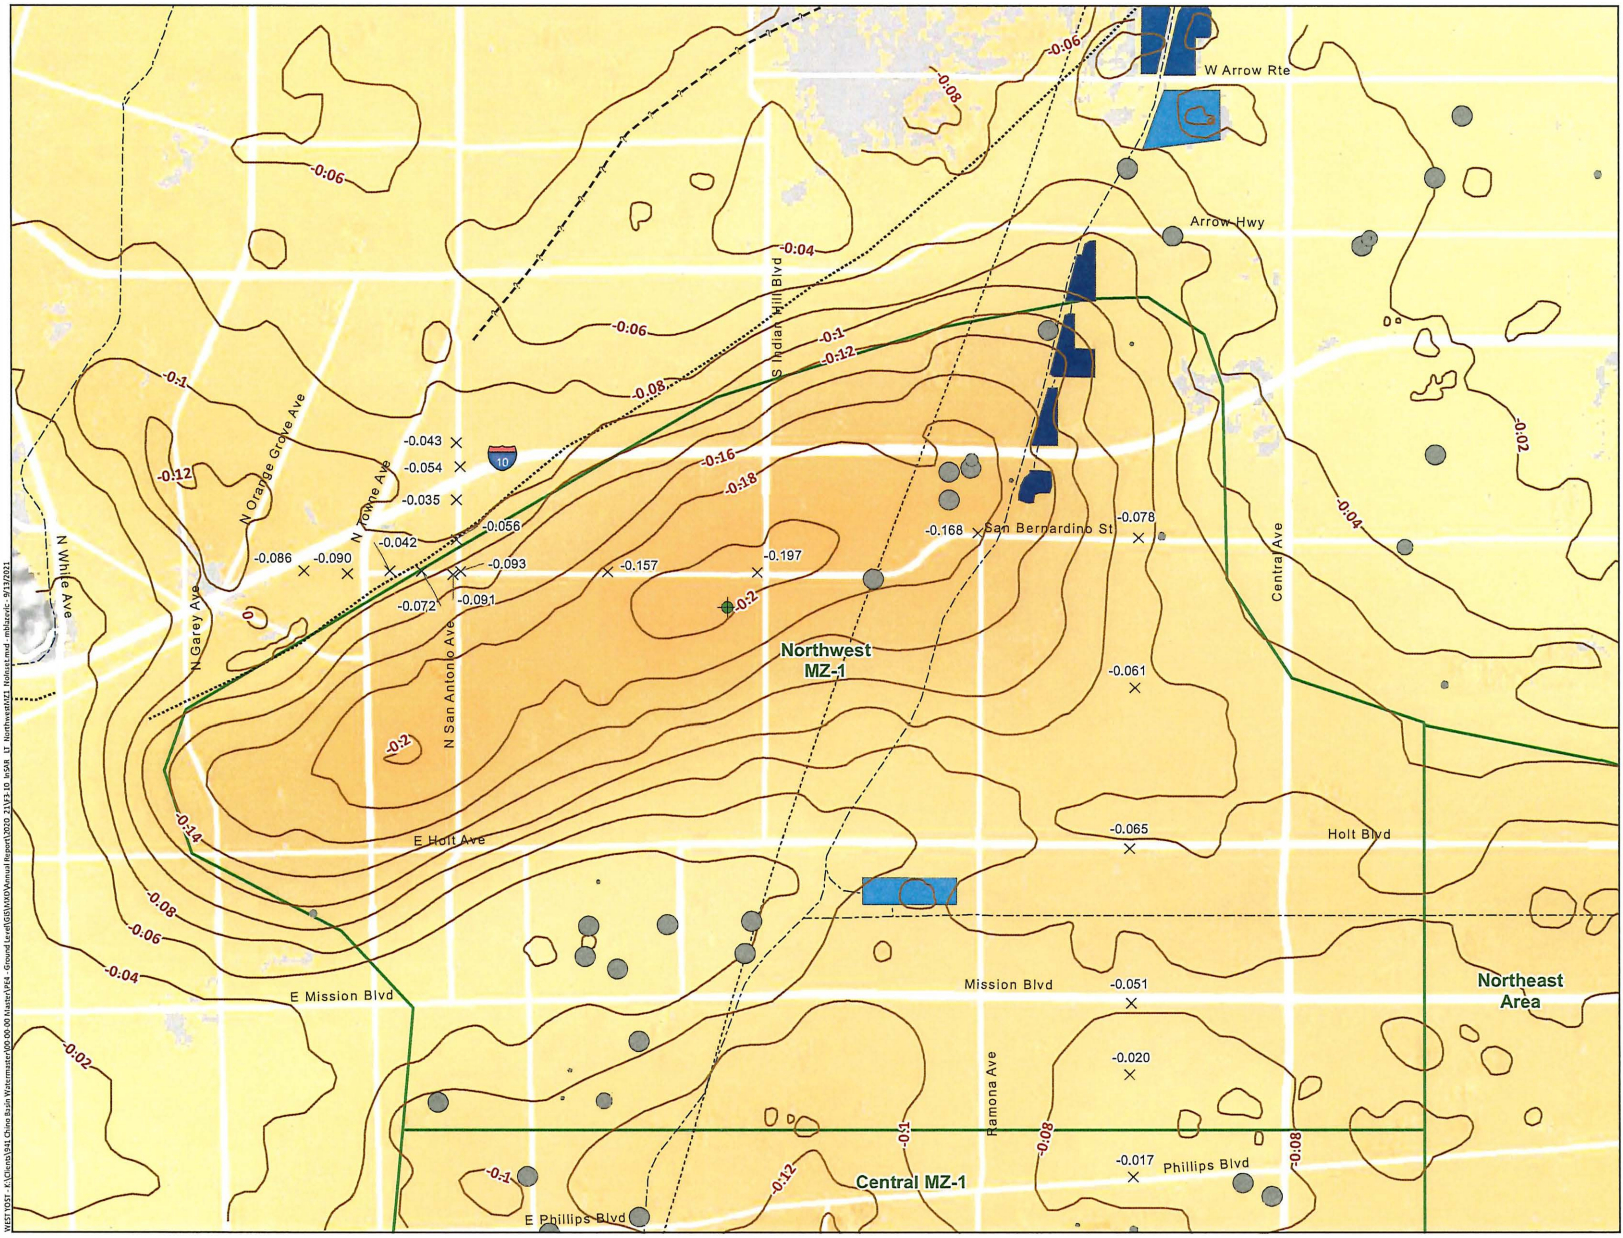 -0.06
W Arrow Rte
-0.08
-0.06
Arrow Hwy
-0.04
S Indian Hill Blvd
-0.06
-0.1
-0.12
-0.1
-0.08
N Orange Grove Ave
-0.043
-0.02
10
-0.16
-0.054
-0.12
-0.18
N Towne Ave
-0.035
-0.04
-0.078
-0.056
San Bernardino St
-0.168
-0.042
Central Ave
-0.086
-0.090
-0.197
-0.093
-0.157
N White Ave
-0.072
-0.091
-0.2
0
N Garey Ave
Northwest
MZ-1
-0.061
N San Antonio Ave
-0.2
-0.14
-0.065
Holt Blvd
E Holt Ave
-0.08
-0.06
-0.04
Northeast
Area
Mission Blvd
-0.051
E Mission Blvd
-0.02
-0.020
Ramona Ave
-0.1
-0.08
-0.08
-0.017
Phillips Blvd
-0.1
-0.12
Central MZ-1
E Phillips Blvd